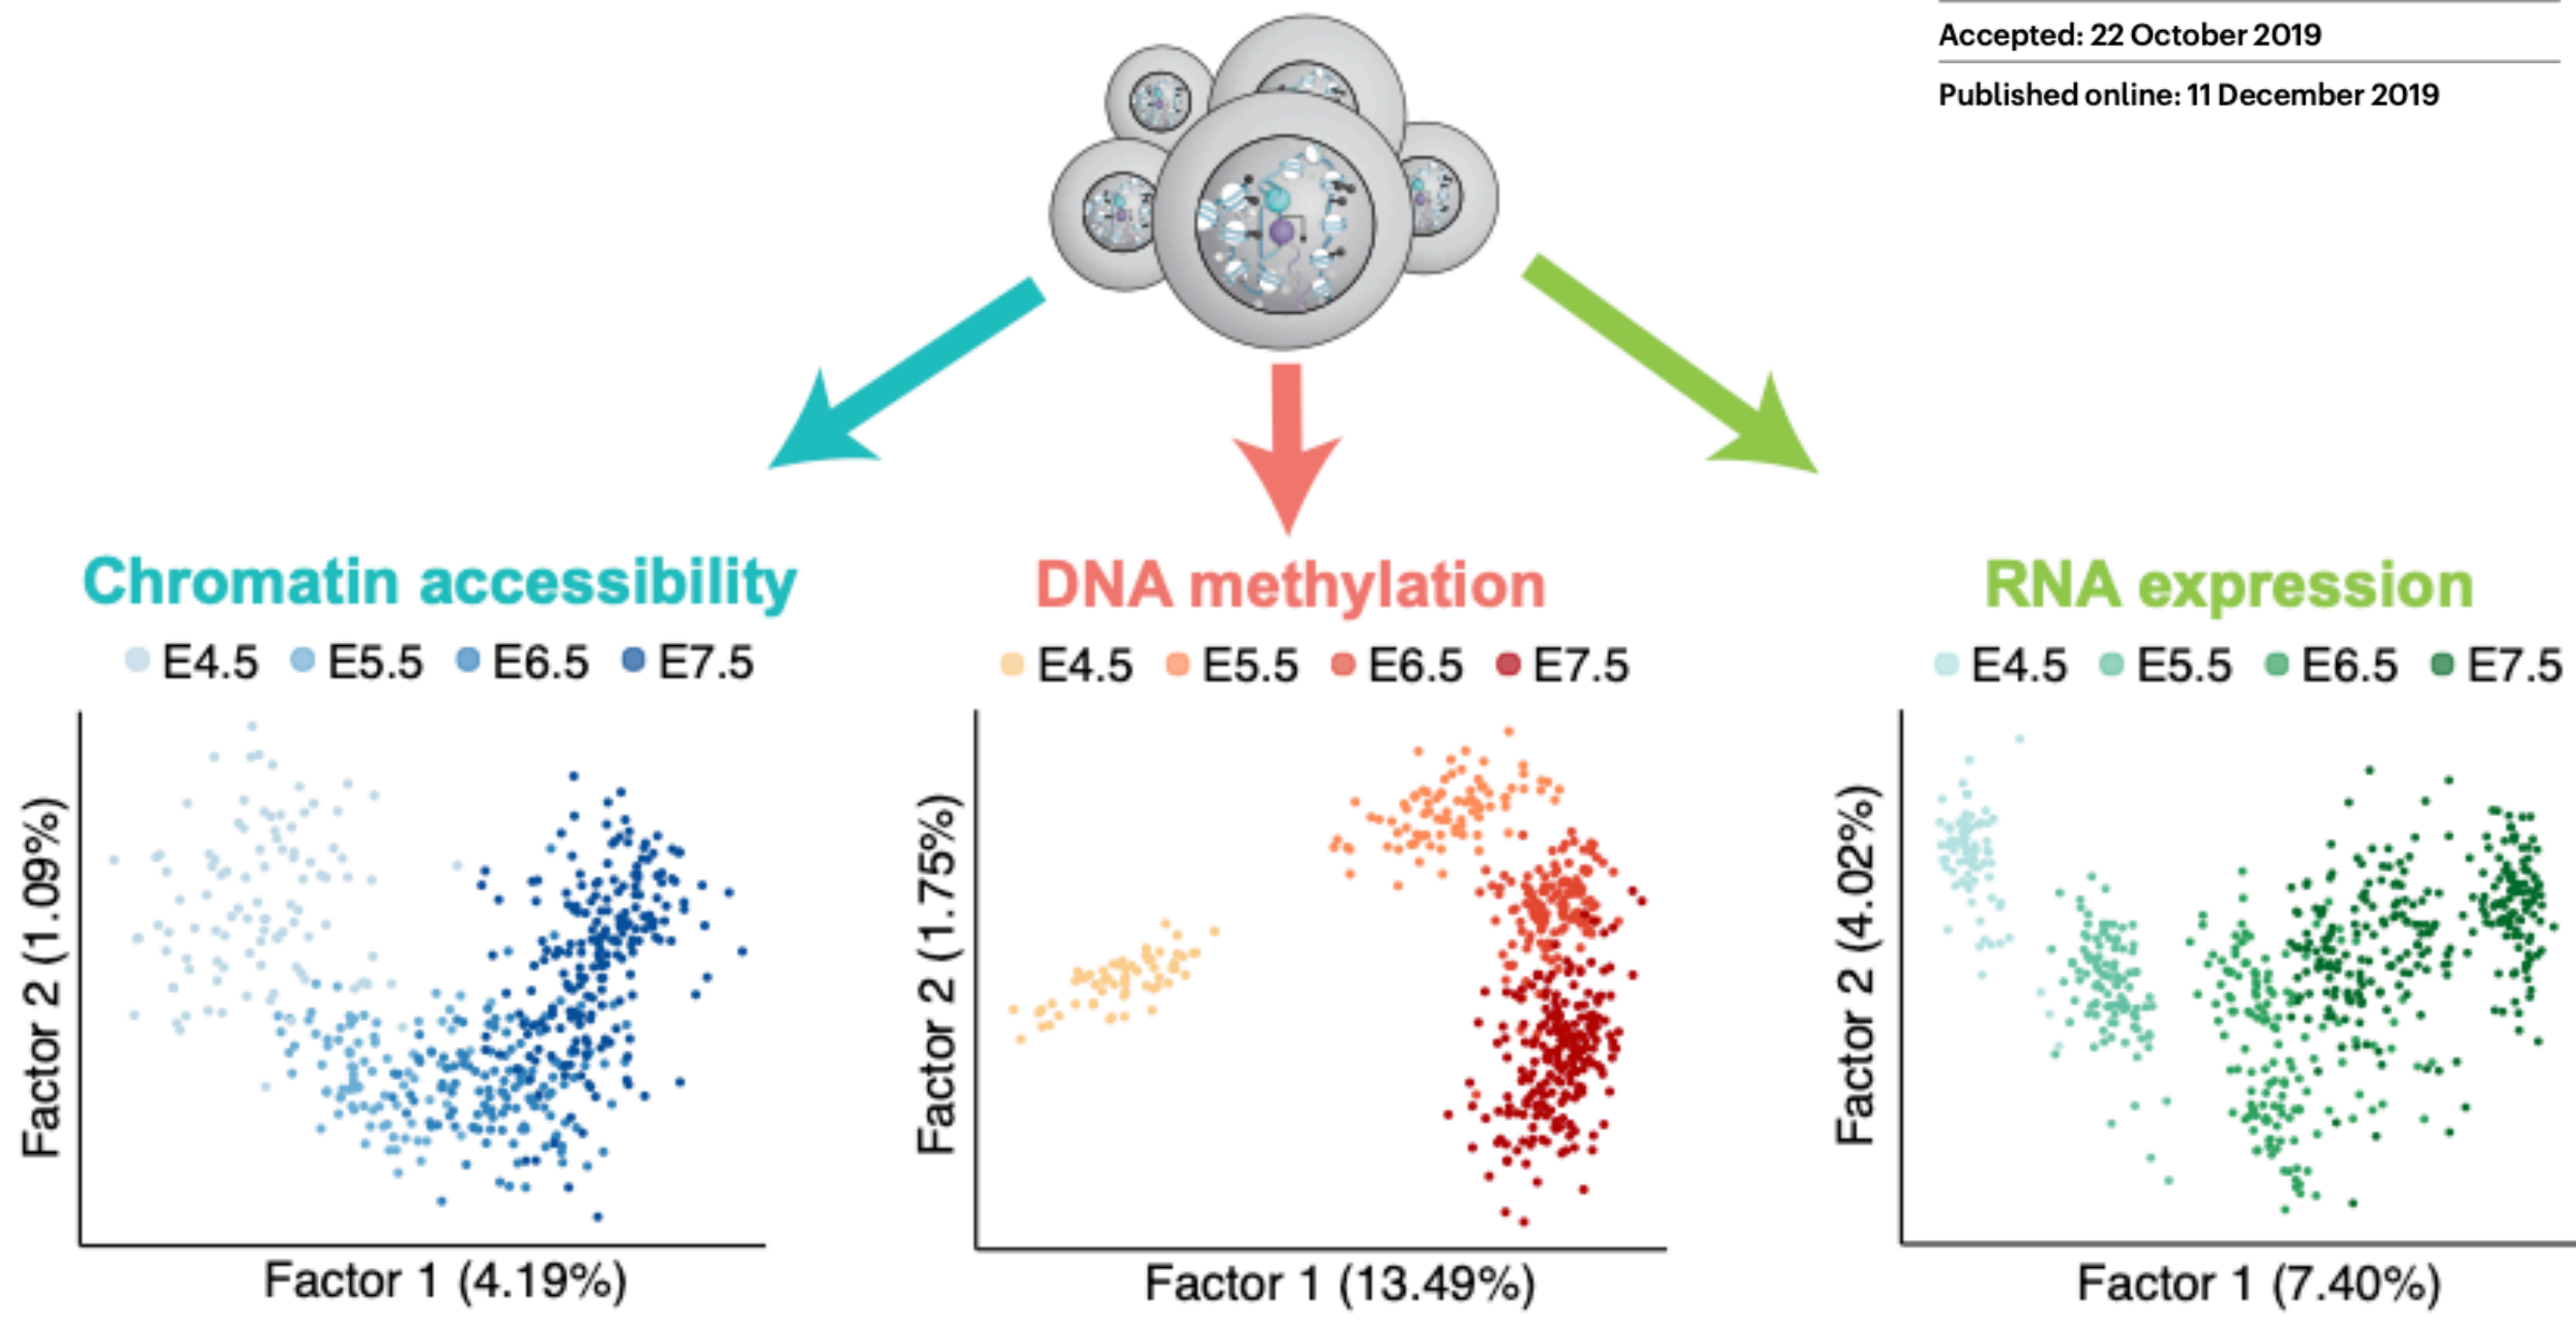 Accepted: 22 October 2019
Published online: 11 December 2019
Chromatin accessibility
E4.5 E5.5 E6.5 E7.5
Factor 2 (1.09%)
Factor 1 (4.19%)
DNA methylation
E4.5 E5.5 E6.5 E7.5
Factor 2 (1.75%)
Factor 1 (13.49%)
RNA expression
E4.5 E5.5 E6.5 E7.5
Factor 2 (4.02%)
Factor 1 (7.40%)